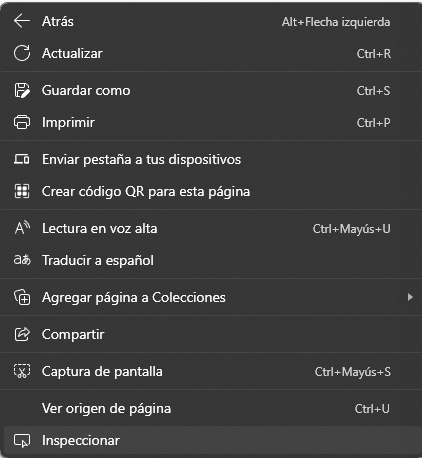 Atrás Alt+Flecha izquierda
Actualizar Ctrl+R
Guardar como Ctrl+S
Imprimir Ctrl+P
Enviar pestaña a tus dispositivos
Crear código QR para esta página
Lectura en voz alta Ctrl+Mayús+U
Traducir a español
Agregar página a Colecciones
Compartir
Captura de pantalla Ctrl+Mayús+S
Ver origen de página Ctrl+U
Inspeccionar